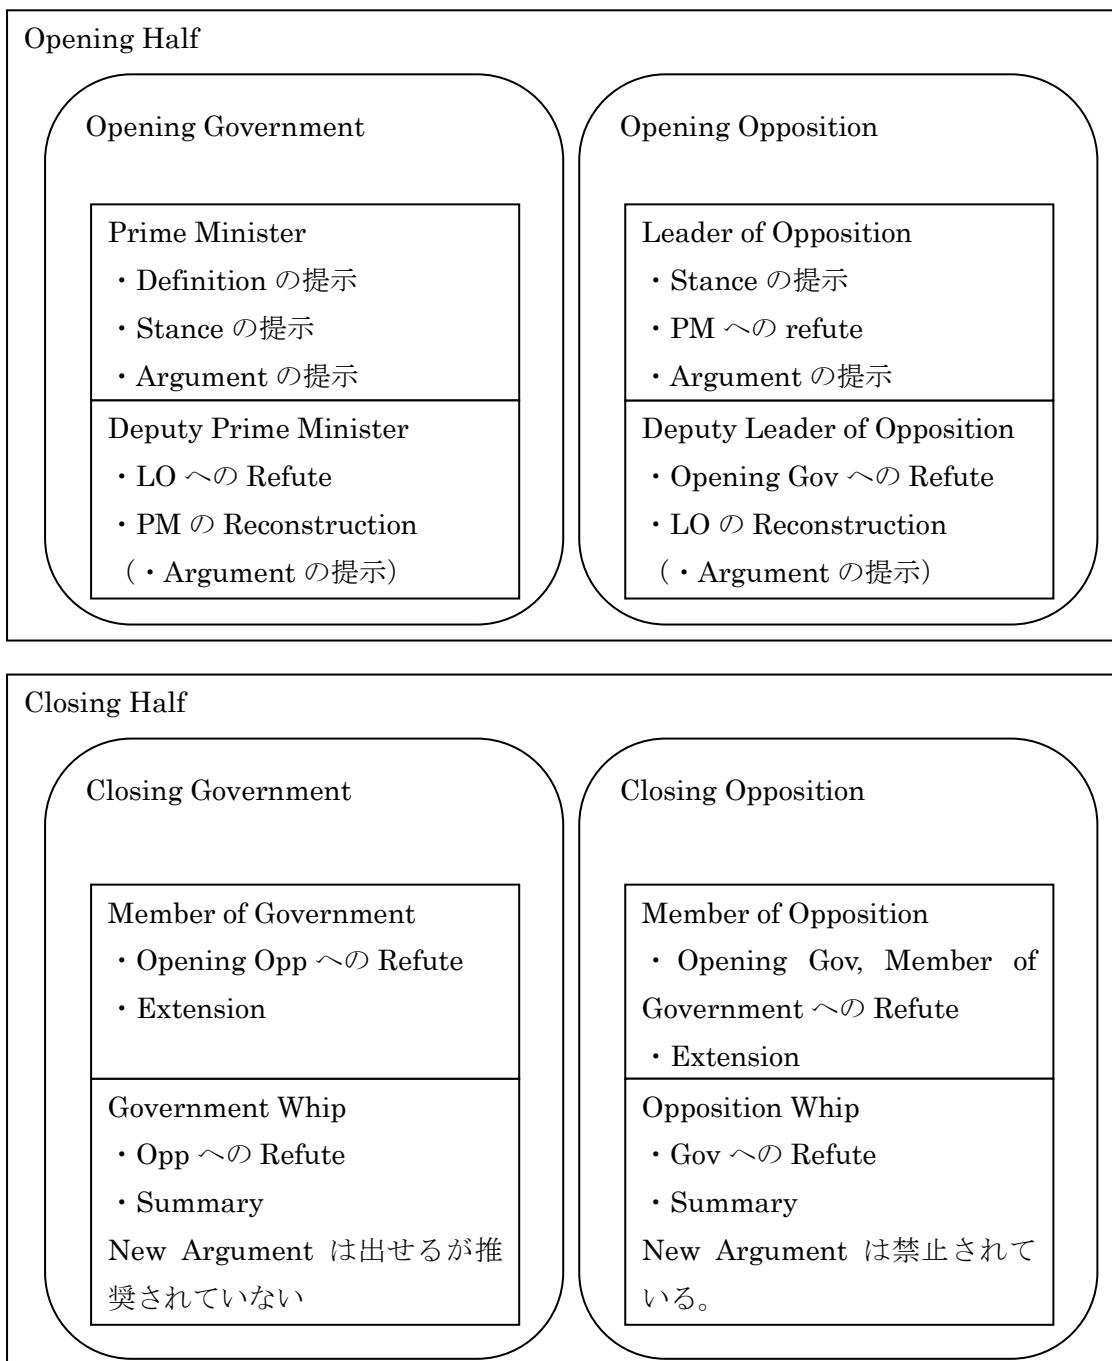 Opening Half
Opening Government
Prime Minister
・Definition の提示
・Stance の提示
・Argument の提示
Deputy Prime Minister
・LO への Refute
・PM の Reconstruction
（・Argument の提示）
Opening Opposition
Leader of Opposition
・Stance の提示
・PM への refute
・Argument の提示
Deputy Leader of Opposition
・Opening Gov への Refute
・LO の Reconstruction
（・Argument の提示）
Closing Half
Closing Government
Member of Government
・Opening Opp への Refute
・Extension
Government Whip
・Opp への Refute
・Summary
New Argument は出せるが推
奨されていない
Closing Opposition
Member of Opposition
・Opening Gov, Member of
Government への Refute
・Extension
Opposition Whip
・Gov への Refute
・Summary
New Argument は禁止されて
いる。